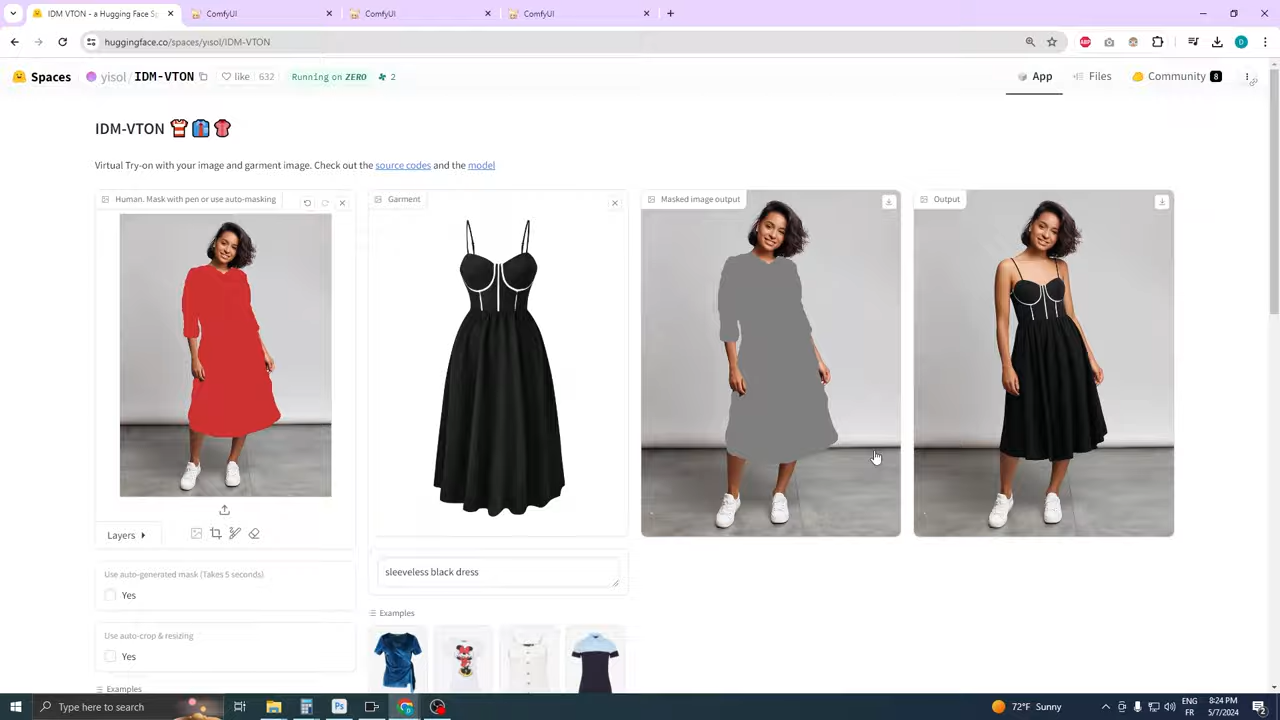 IDM VTON - a Hugging Face Sp
ComfyUI
ComfyUI
ComfyUI
huggingface.co/spaces/yisol/IDM-VTON
Spaces yisol/IDM-VTON like 632 Running on ZERO 2 App Files Community 8
IDM-VTON
Virtual Try-on with your image and garment image. Check out the source codes and the model
Human. Mask with pen or use auto-masking
Garment
Masked image output
Output
Layers
sleeveless black dress
Use auto-generated mask (Takes 5 seconds)
Yes
Examples
Use auto-crop & resizing
Yes
Examples
Type here to search
Ps
72°F Sunny
ENG
FR
8:24 PM
5/7/2024
2